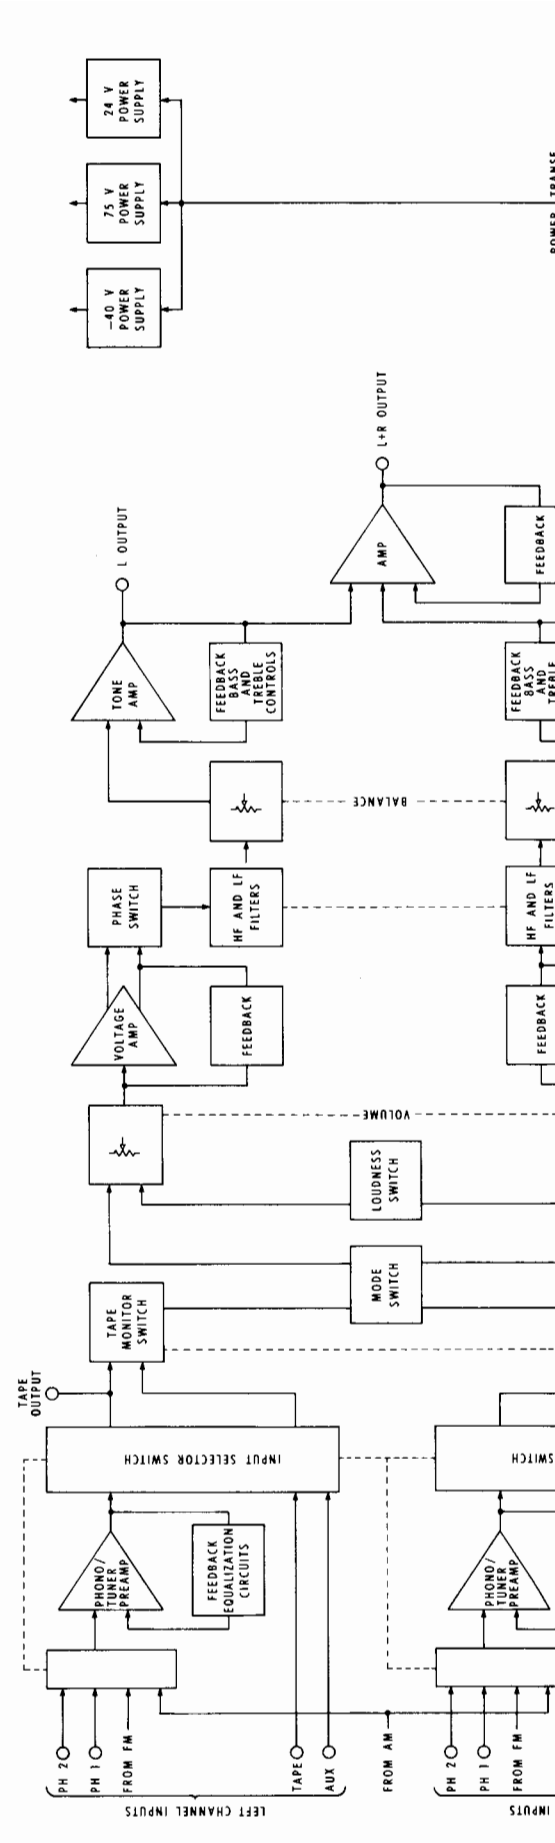 24 V
POWER
SUPPLY
75 V
POWER
SUPPLY
—40 V
POWER
SUPPLY
L+R OUTPUT
L OUTPUT
AMP
FEEDBACK
TONE
AMP
FEEDBACK
BASS
AND
TREBLE
CONTROLS
FEEDBACK
BASS
AND
TREBLE
BALANCE
PHASE
SWITCH
HF AND LF
FILTERS
HF AND LF
FILTERS
VOLTAGE
AMP
FEEDBACK
FEEDBACK
VOLUME
LOUDNESS
SWITCH
MODE
SWITCH
TAPE
MONITOR
SWITCH
TAPE
OUTPUT
INPUT SELECTOR SWITCH
SWITCH
PHONO/
TUNER
PREAMP
FEEDBACK
EQUALIZATION
CIRCUITS
PHONO/
TUNER
PREAMP
PH 2
PH 1
FROM FM
TAPE
AUX
FROM AM
PH 2
PH 1
FROM FM
LEFT CHANNEL INPUTS
INPUTS
POWER